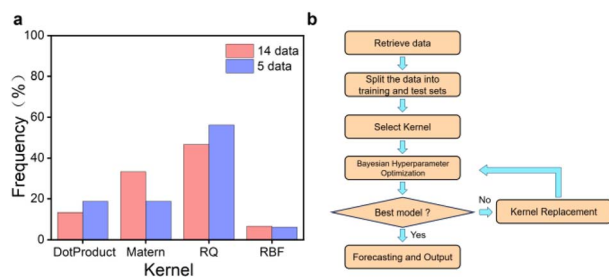 a
100
80
60
40
20
0
Frequency（%）
14 data
5 data
DotProduct Matern RQ RBF
Kernel
b
Retrieve data
Split the data into
training and test sets
Select Kernel
Bayesian Hyperparameter
Optimization
Best model ?
No
Kernel Replacement
Yes
Forecasting and Output